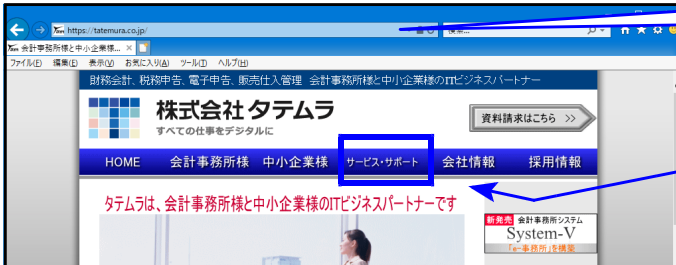 https://tatemura.co.jp/
検索...
会計事務所様と中小企業様...
ファイル(F) 編集(E) 表示(V) お気に入り(A) ツール(T) ヘルプ(H)
財務会計、税務申告、電子申告、販売仕入管理 会計事務所様と中小企業様のITビジネスパートナー
株式会社タテムラ
すべての仕事をデジタルに
資料請求はこちら >>
HOME 会計事務所様 中小企業様 サービス・サポート 会社情報 採用情報
タテムラは、会計事務所様と中小企業様のITビジネスパートナーです
新発売 会計事務所システム
System-V
「e-事務所」を構築